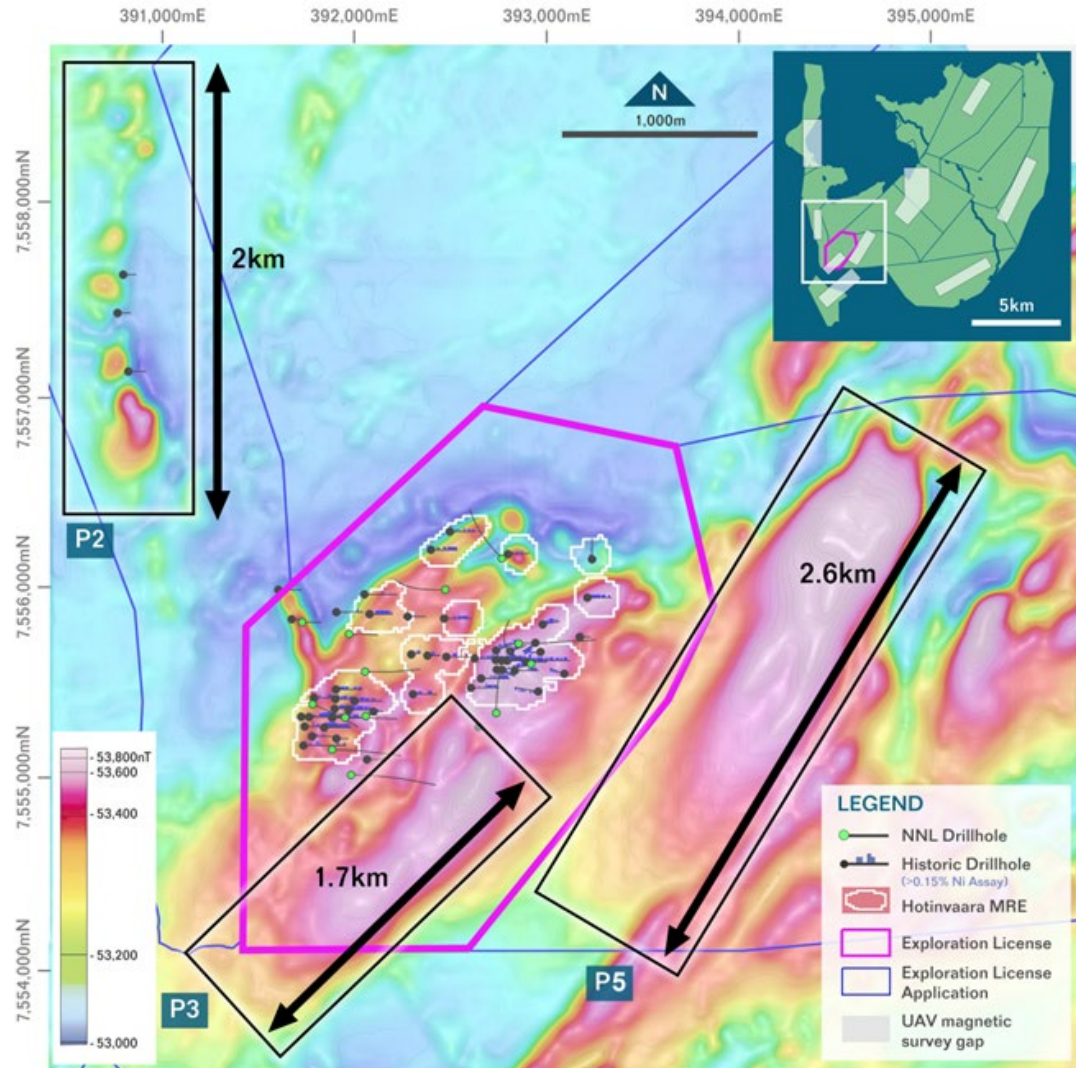 391,000mE
392,000mE
393,000mE
394,000mE
395,000mE
7,558,000mN
7,557,000mN
7,556,000mN
7,555,000mN
7,554,000mN
N
1,000m
5km
2km
P2
2.6km
1.7km
P3
P5
53,800nT
53,600
53,400
53,200
53,000
LEGEND
NNL Drillhole
Historic Drillhole
(>0.15% Ni Assay)
Hotinvaara MRE
Exploration License
Exploration License
Application
UAV magnetic
survey gap